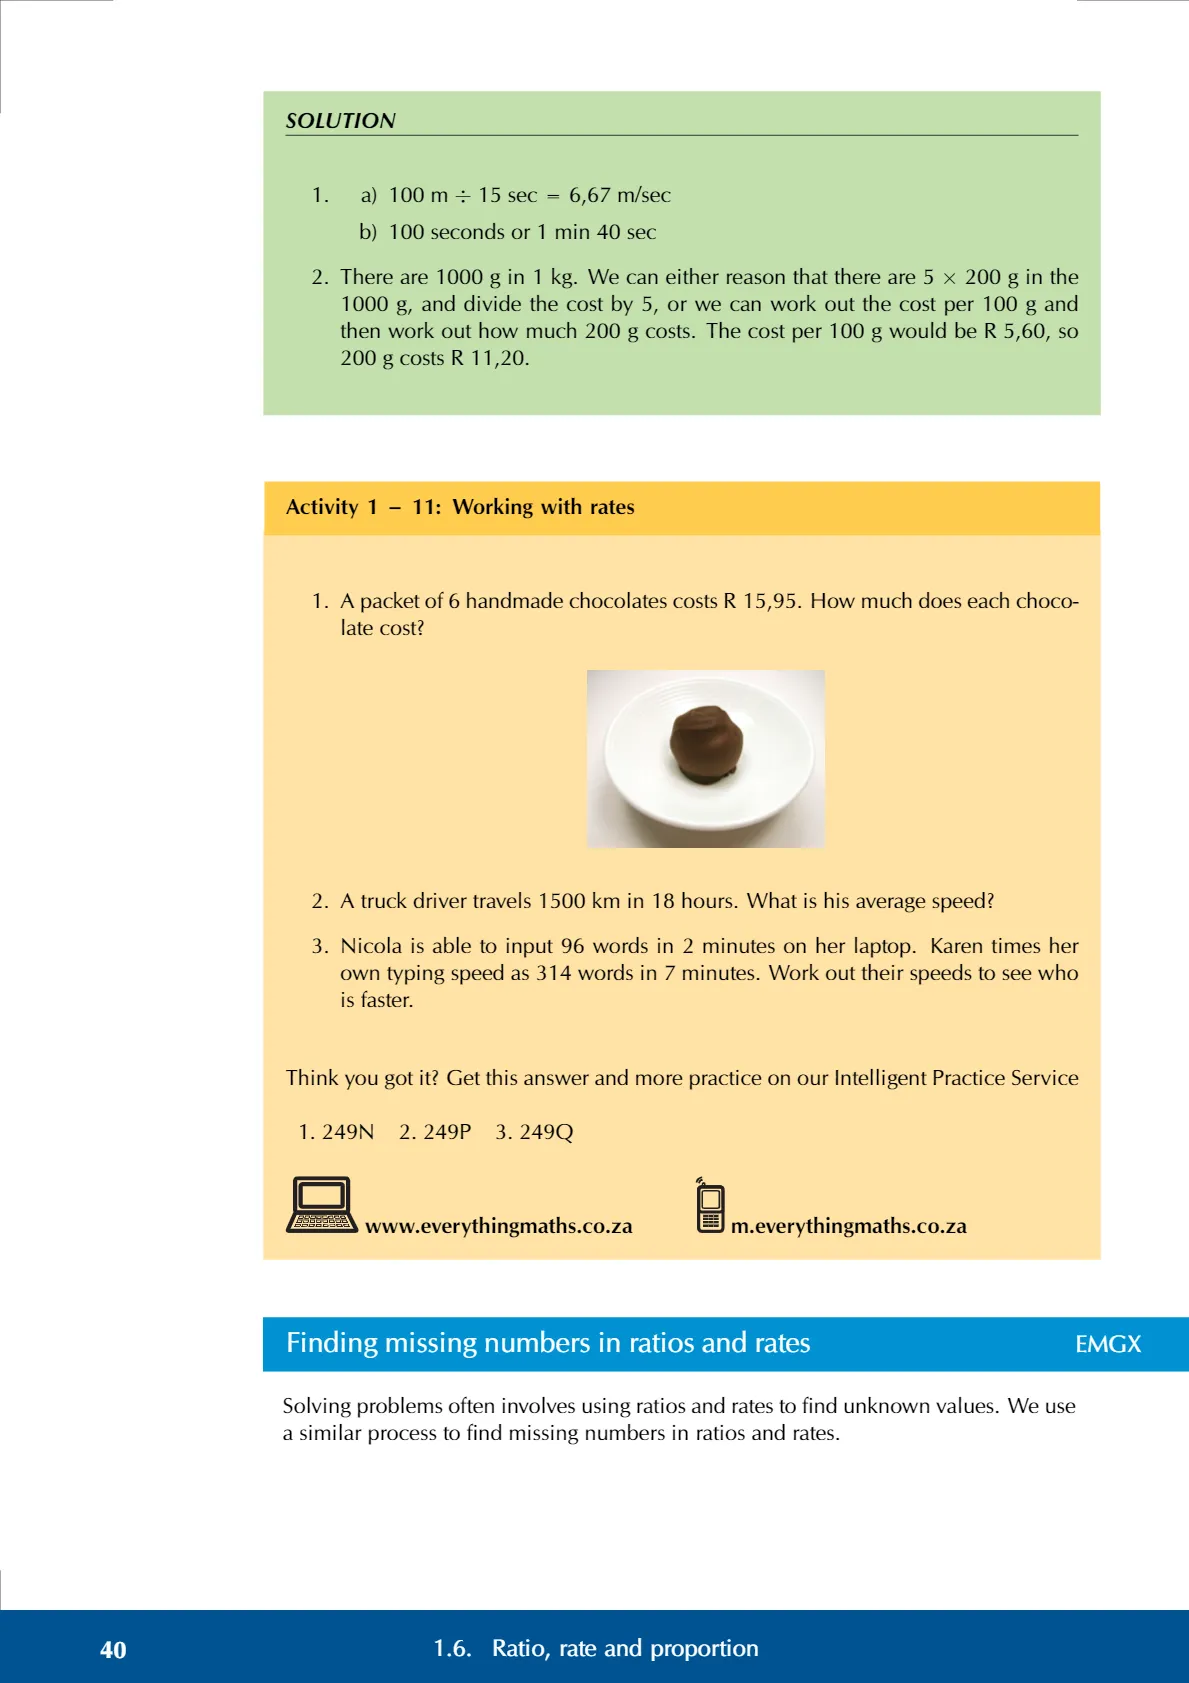 SOLUTION
1. a) 100 m ÷ 15 sec = 6,67 m/sec
b) 100 seconds or 1 min 40 sec
2. There are 1000 g in 1 kg. We can either reason that there are 5 × 200 g in the
1000 g, and divide the cost by 5, or we can work out the cost per 100 g and
then work out how much 200 g costs. The cost per 100 g would be R 5,60, so
200 g costs R 11,20.
Activity 1 – 11: Working with rates
1. A packet of 6 handmade chocolates costs R 15,95. How much does each choco-
late cost?
2. A truck driver travels 1500 km in 18 hours. What is his average speed?
3. Nicola is able to input 96 words in 2 minutes on her laptop. Karen times her
own typing speed as 314 words in 7 minutes. Work out their speeds to see who
is faster.
Think you got it? Get this answer and more practice on our Intelligent Practice Service
1. 249N 2. 249P 3. 249Q
www.everythingmaths.co.za m.everythingmaths.co.za
Finding missing numbers in ratios and rates EMGX
Solving problems often involves using ratios and rates to find unknown values. We use
a similar process to find missing numbers in ratios and rates.
40 1.6. Ratio, rate and proportion